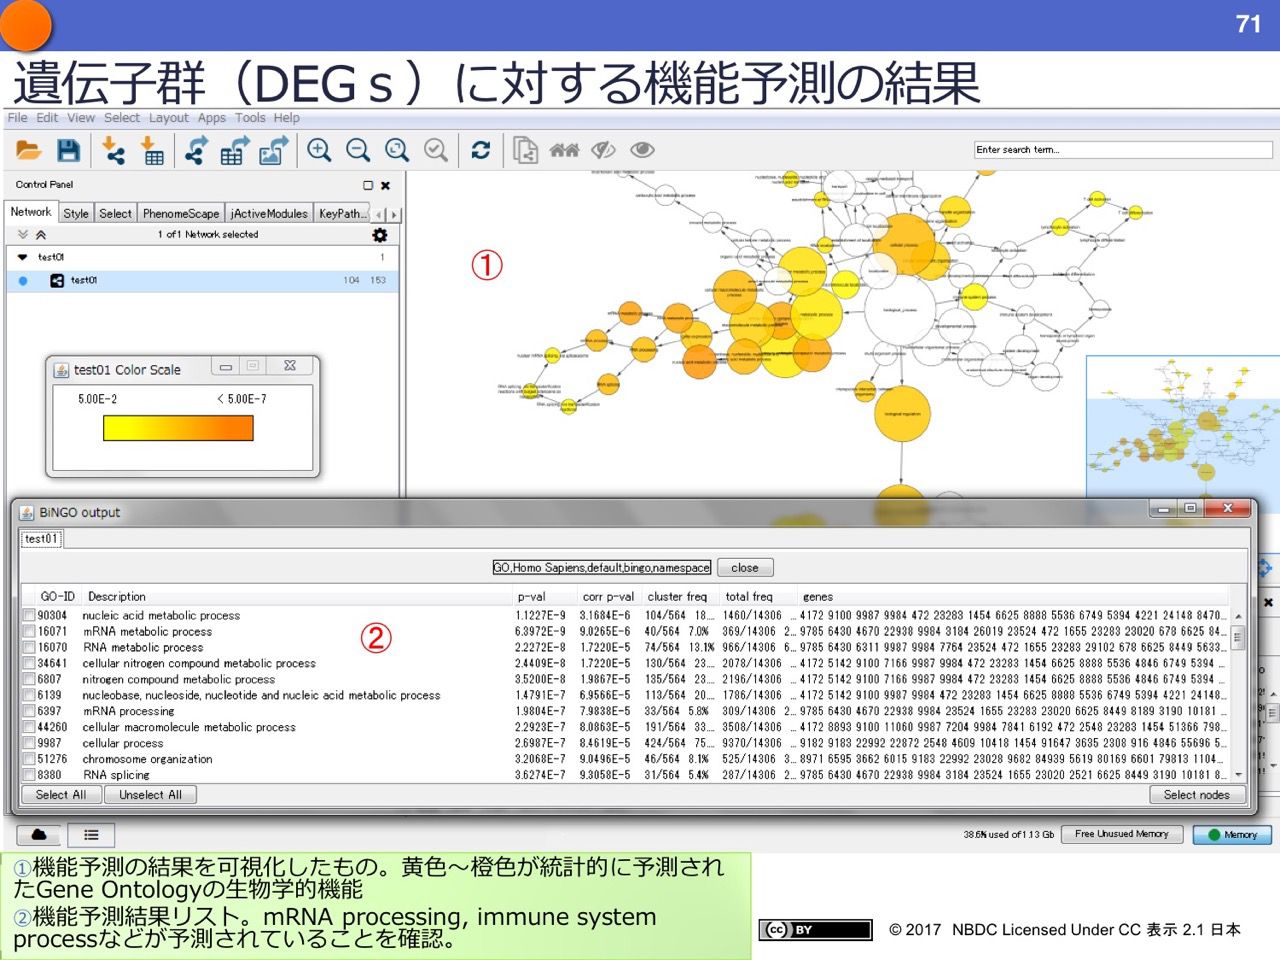 71
遺伝子群（DEGｓ）に対する機能予測の結果
File Edit View Select Layout Apps Tools Help
Enter search term...
Control Panel
Network Style Select PhenomeScape jActiveModules KeyPath...
1 of 1 Network selected
test01 1
test01 104 153
①
test01 Color Scale
5.00E-2 < 5.00E-7
cellular process
metabolic process
biological_process
biological regulation
immune system process
RNA processing
RNA splicing
BiNGO output
test01
GO,Homo Sapiens,default,bingo,namespace close
GO-ID Description p-val corr p-val cluster freq total freq genes
90304 nucleic acid metabolic process 1.1227E-9 3.1684E-6 104/564 18... 1460/14306 ... 4172 9100 9987 9984 472 23283 1454 6625 8888 5536 6749 5394 4221 24148 8470...
16071 mRNA metabolic process 6.3972E-9 9.0265E-6 40/564 7.0% 369/14306 2... 9785 6430 4670 22938 9984 3184 26019 23524 472 1655 23283 23020 678 6625 84...
16070 RNA metabolic process 2.2272E-8 1.7220E-5 74/564 13.1% 966/14306 6... 9785 6430 6311 9987 9984 7764 23524 472 1655 23283 29102 678 6625 8449 5633...
34641 cellular nitrogen compound metabolic process 2.4409E-8 1.7220E-5 130/564 23.... 2078/14306 ... 4172 5142 9100 7166 9987 9984 472 23283 1454 6625 8888 5536 4846 6749 5394 ...
6807 nitrogen compound metabolic process 3.5200E-8 1.9867E-5 135/564 23.... 2196/14306 ... 4172 5142 9100 7166 9987 9984 472 23283 1454 6625 8888 5536 4846 6749 5394 ...
6139 nucleobase, nucleoside, nucleotide and nucleic acid metabolic process 1.4791E-7 6.9566E-5 113/564 20.... 1786/14306 ... 4172 5142 9100 9987 9984 472 23283 1454 6625 8888 5536 6749 5394 4221 24148...
6397 mRNA processing 1.9804E-7 7.9838E-5 33/564 5.8% 309/14306 2... 9785 6430 4670 22938 9984 23524 1655 23283 23020 6625 8449 8189 3190 10181 ...
44260 cellular macromolecule metabolic process 2.2923E-7 8.0863E-5 191/564 33.... 3508/14306 ... 4172 8893 9100 11060 9987 7204 9984 7841 6192 472 2548 23283 1454 51366 798...
9987 cellular process 2.6987E-7 8.4619E-5 424/564 75.... 9370/14306 ... 9182 9183 22992 22872 2548 4609 10418 1454 91647 3635 2308 916 4846 55696 5...
51276 chromosome organization 3.2068E-7 9.0496E-5 46/564 8.1% 525/14306 3... 8971 6595 3662 6015 9183 22992 23028 9682 84939 5619 80169 6601 79813 1104...
8380 RNA splicing 3.6274E-7 9.3058E-5 31/564 5.4% 287/14306 2... 9785 6430 4670 22938 9984 3184 23524 1655 23020 2521 6625 8449 3190 10181 8...
②
Select All Unselect All Select nodes
38.6% used of 1.13 Gb Free Unusued Memory Memory
①機能予測の結果を可視化したもの。黄色～橙色が統計的に予測され
たGene Ontologyの生物学的機能
②機能予測結果リスト。mRNA processing, immune system
processなどが予測されていることを確認。
cc BY
© 2017 NBDC Licensed Under CC 表示 2.1 日本